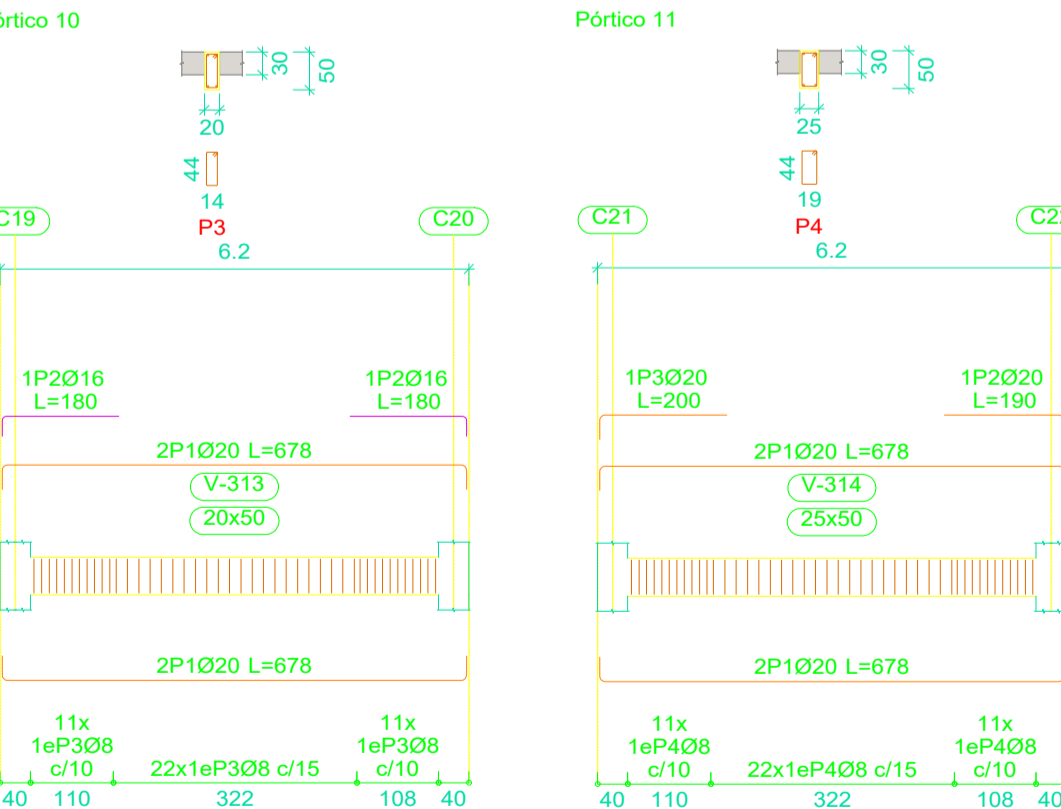 órtico 10
30
50
20
44
14
P3
C19
C20
6.2
1P2Ø16
L=180
1P2Ø16
L=180
2P1Ø20 L=678
V-313
20x50
2P1Ø20 L=678
11x
1eP3Ø8
c/10
22x1eP3Ø8 c/15
11x
1eP3Ø8
c/10
40
110
322
108
40
Pórtico 11
30
50
25
44
19
P4
C21
C22
6.2
1P3Ø20
L=200
1P2Ø20
L=190
2P1Ø20 L=678
V-314
25x50
2P1Ø20 L=678
11x
1eP4Ø8
c/10
22x1eP4Ø8 c/15
11x
1eP4Ø8
c/10
40
110
322
108
40